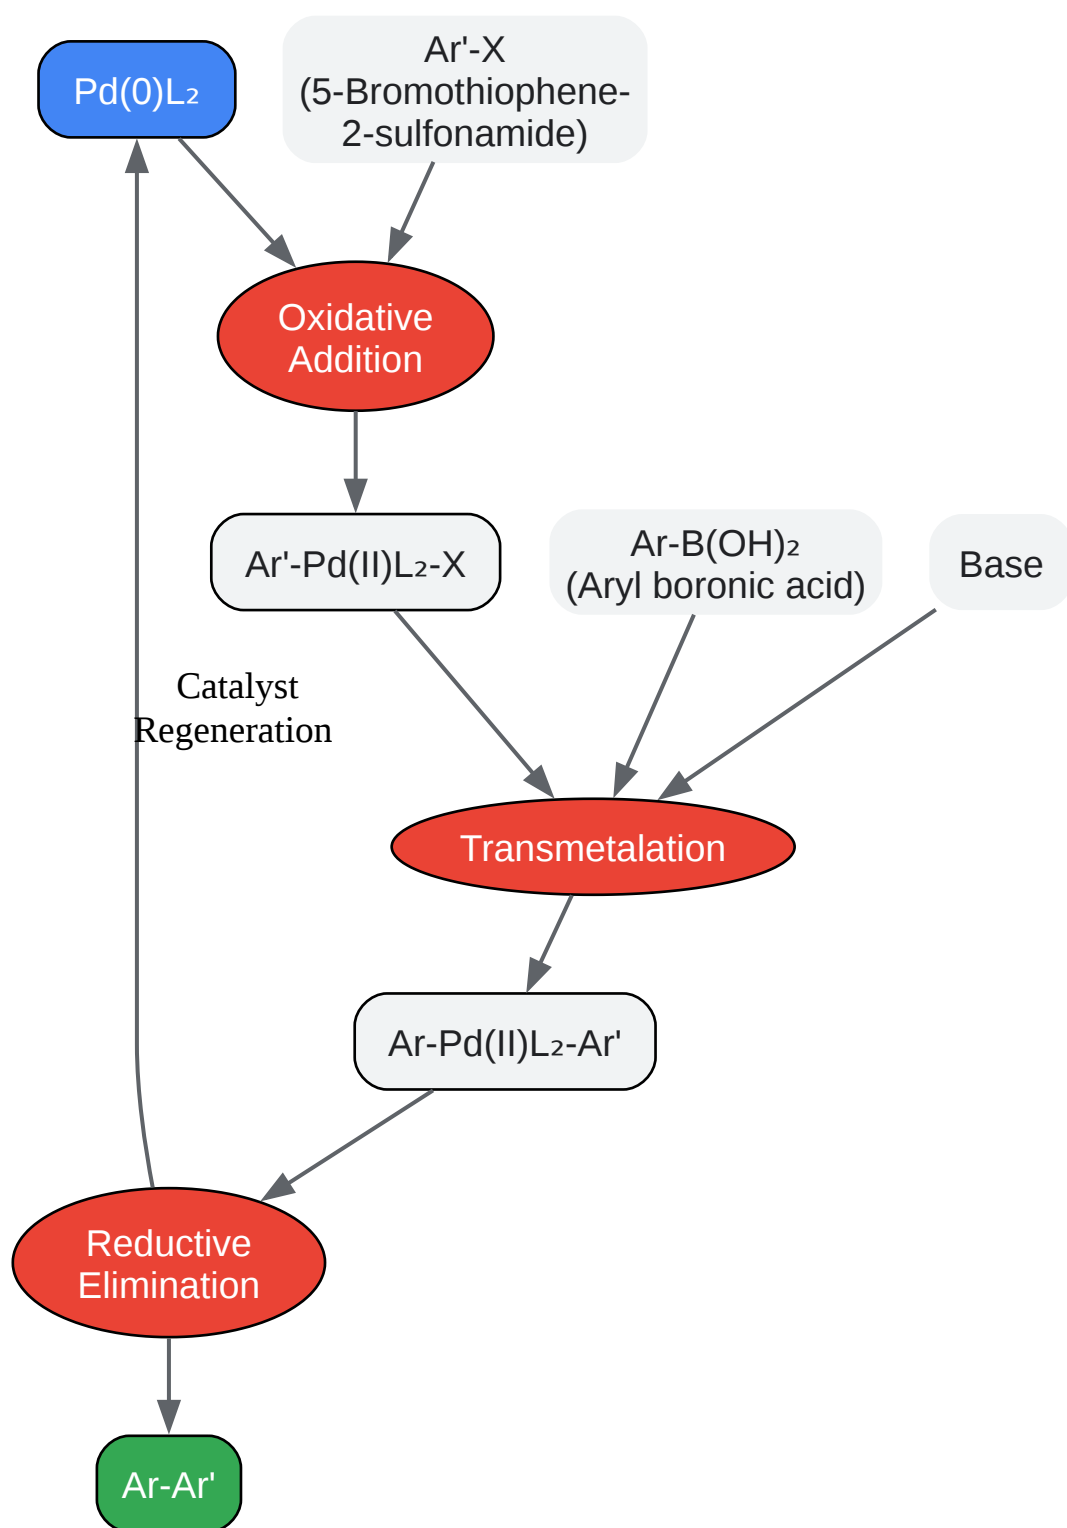 Pd(0)L₂
Ar'-X
(5-Bromothiophene-
2-sulfonamide)
Oxidative
Addition
Ar'-Pd(II)L₂-X
Ar-B(OH)₂
(Aryl boronic acid)
Base
Catalyst
Regeneration
Transmetalation
Ar-Pd(II)L₂-Ar'
Reductive
Elimination
Ar-Ar'